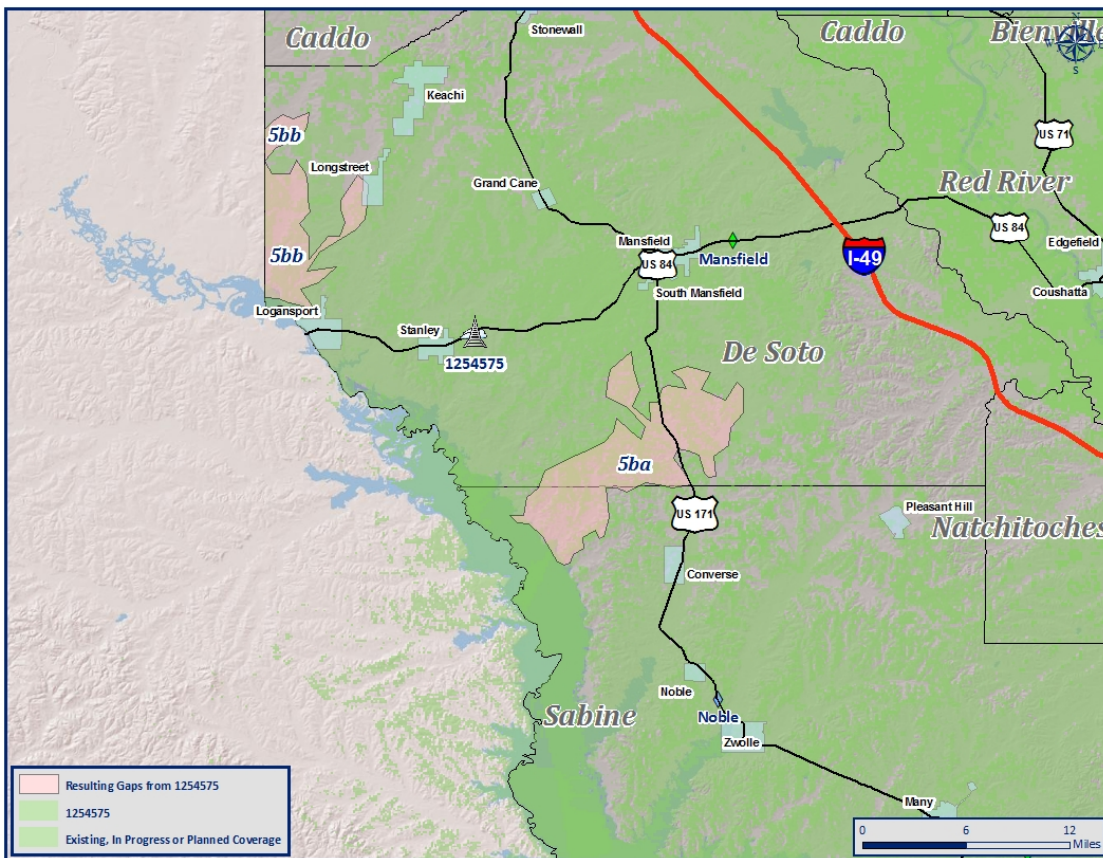 Caddo
Stonewall
Caddo
Bienville
N
W
S
Keachi
5bb
US 71
Longstreet
Grand Cane
Red River
Mansfield
US 84
Edgefield
5bb
US 84
Mansfield
I-49
South Mansfield
Coushatta
Logansport
Stanley
1254575
De Soto
5ba
US 171
Pleasant Hill
Natchitoches
Converse
Noble
Noble
Sabine
Zwolle
Many
Resulting Gaps from 1254575
1254575
Existing, In Progress or Planned Coverage
0 6 12
Miles